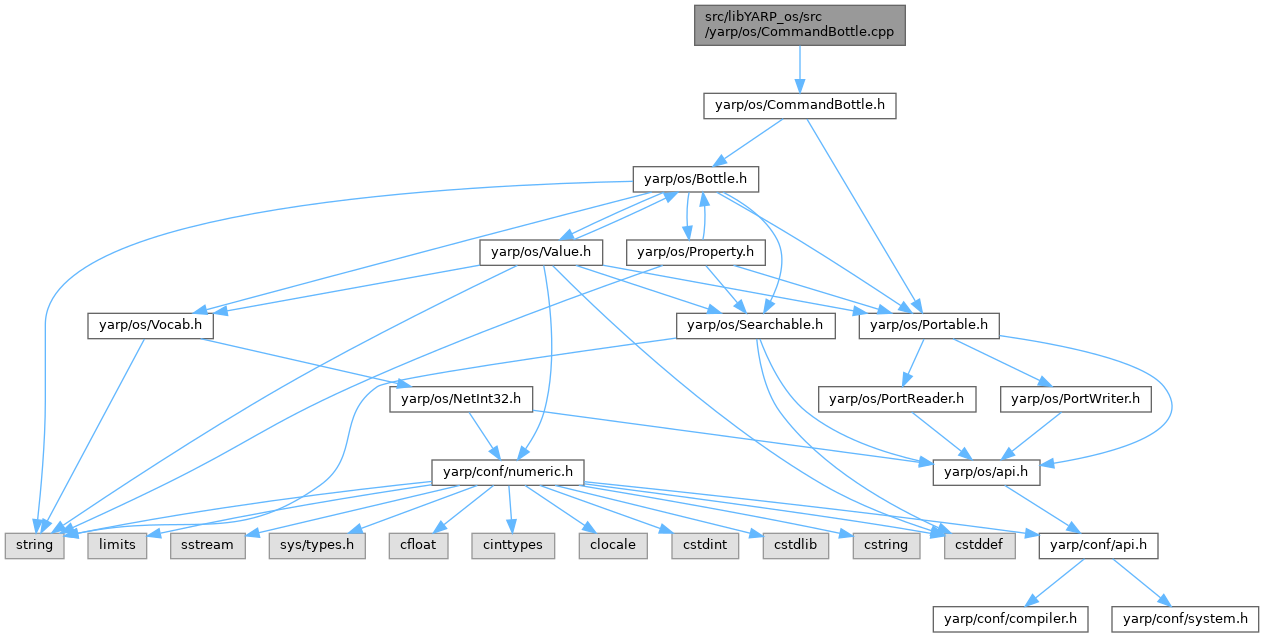 src/libYARP_os/src
/yarp/os/CommandBottle.cpp
yarp/os/CommandBottle.h
yarp/os/Bottle.h
yarp/os/Value.h
yarp/os/Property.h
yarp/os/Vocab.h
yarp/os/Searchable.h
yarp/os/Portable.h
yarp/os/NetInt32.h
yarp/os/PortReader.h
yarp/os/PortWriter.h
yarp/conf/numeric.h
yarp/os/api.h
string
limits
sstream
sys/types.h
cfloat
cinttypes
clocale
cstdint
cstdlib
cstring
cstddef
yarp/conf/api.h
yarp/conf/compiler.h
yarp/conf/system.h